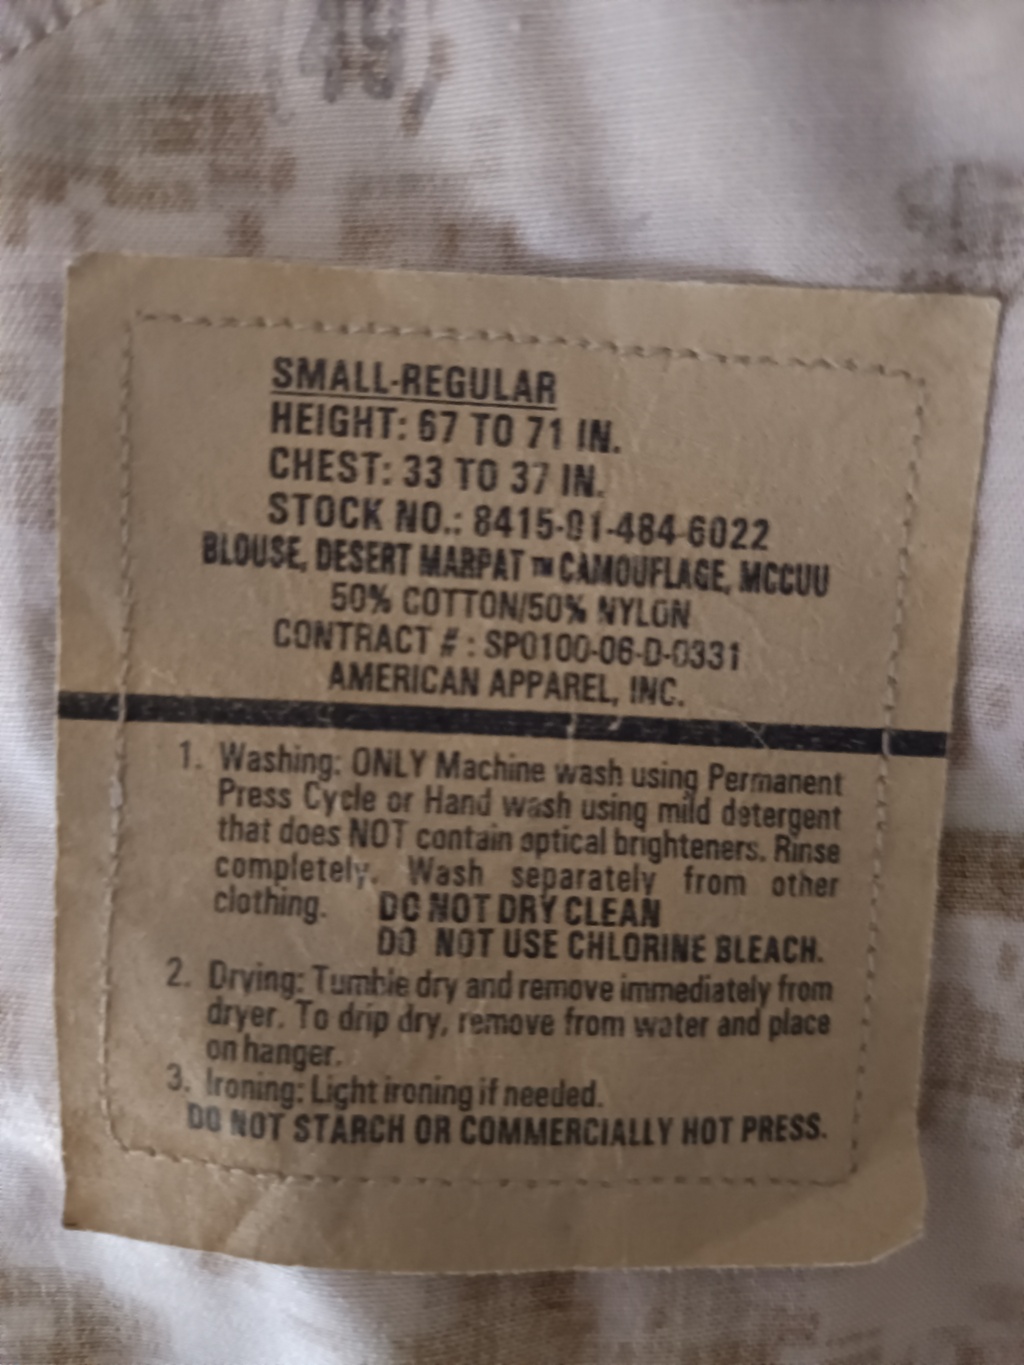 SMALL-REGULAR
HEIGHT: 67 TO 71 IN.
CHEST: 33 TO 37 IN.
STOCK NO.: 8415-01-484-6022
BLOUSE, DESERT MARPAT™ CAMOUFLAGE, MCCUU
50% COTTON/50% NYLON
CONTRACT #: SP0100-06-D-0331
AMERICAN APPAREL, INC.
1. Washing: ONLY Machine wash using Permanent
Press Cycle or Hand wash using mild detergent
that does NOT contain optical brighteners. Rinse
completely. Wash separately from other
clothing. DO NOT DRY CLEAN
DO NOT USE CHLORINE BLEACH.
2. Drying: Tumble dry and remove immediately from
dryer. To drip dry, remove from water and place
on hanger.
3. Ironing: Light ironing if needed.
DO NOT STARCH OR COMMERCIALLY HOT PRESS.